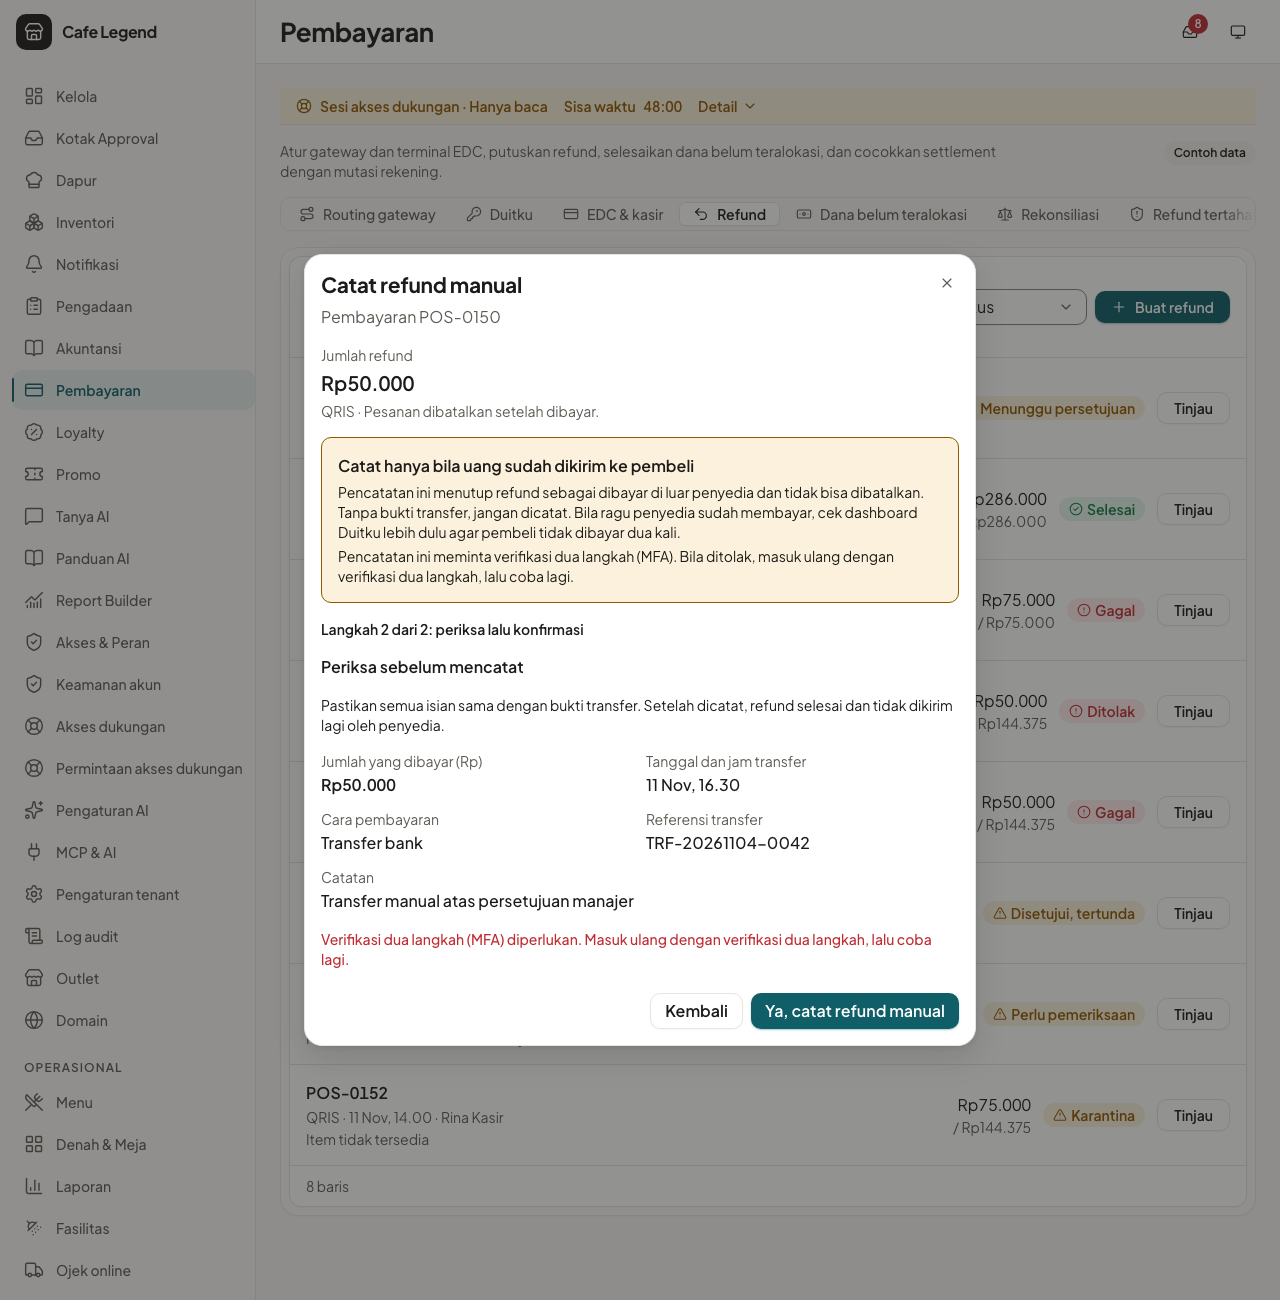 Cafe Legend
Kelola
Kotak Approval
Dapur
Inventori
Notifikasi
Pengadaan
Akuntansi
Pembayaran
Loyalty
Promo
Tanya AI
Panduan AI
Report Builder
Akses & Peran
Keamanan akun
Akses dukungan
Permintaan akses dukungan
Pengaturan AI
MCP & AI
Pengaturan tenant
Log audit
Outlet
Domain
OPERASIONAL
Menu
Denah & Meja
Laporan
Fasilitas
Ojek online
Pembayaran
8
Sesi akses dukungan · Hanya baca Sisa waktu 48:00 Detail
Atur gateway dan terminal EDC, putuskan refund, selesaikan dana belum teralokasi, dan cocokkan settlement
dengan mutasi rekening.
Contoh data
Routing gateway Duitku EDC & kasir Refund Dana belum teralokasi Rekonsiliasi Refund tertaha
Buat refund
Menunggu persetujuan Tinjau
p286.000
p286.000
Selesai Tinjau
Rp75.000
/ Rp75.000
Gagal Tinjau
Rp50.000
Rp144.375
Ditolak Tinjau
Rp50.000
/ Rp144.375
Gagal Tinjau
Disetujui, tertunda Tinjau
Perlu pemeriksaan Tinjau
POS-0152
QRIS · 11 Nov, 14.00 · Rina Kasir
Item tidak tersedia
Rp75.000
/ Rp144.375
Karantina Tinjau
8 baris
Catat refund manual
Pembayaran POS-0150
Jumlah refund
Rp50.000
QRIS · Pesanan dibatalkan setelah dibayar.
Catat hanya bila uang sudah dikirim ke pembeli
Pencatatan ini menutup refund sebagai dibayar di luar penyedia dan tidak bisa dibatalkan.
Tanpa bukti transfer, jangan dicatat. Bila ragu penyedia sudah membayar, cek dashboard
Duitku lebih dulu agar pembeli tidak dibayar dua kali.
Pencatatan ini meminta verifikasi dua langkah (MFA). Bila ditolak, masuk ulang dengan
verifikasi dua langkah, lalu coba lagi.
Langkah 2 dari 2: periksa lalu konfirmasi
Periksa sebelum mencatat
Pastikan semua isian sama dengan bukti transfer. Setelah dicatat, refund selesai dan tidak dikirim
lagi oleh penyedia.
Jumlah yang dibayar (Rp)
Rp50.000
Tanggal dan jam transfer
11 Nov, 16.30
Cara pembayaran
Transfer bank
Referensi transfer
TRF-20261104-0042
Catatan
Transfer manual atas persetujuan manajer
Verifikasi dua langkah (MFA) diperlukan. Masuk ulang dengan verifikasi dua langkah, lalu coba
lagi.
Kembali
Ya, catat refund manual